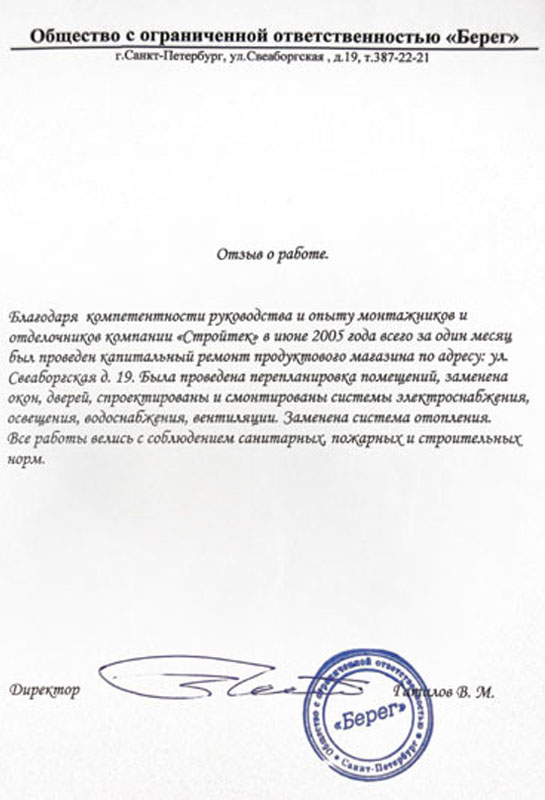 Общество с ограниченной ответственностью «Берег»
г.Санкт-Петербург, ул.Свеаборгская , д.19, т.387-22-21
Отзыв о работе.
Благодаря компетентности руководства и опыту монтажников и
отделочников компании «Стройтек» в июне 2005 года всего за один месяц
был проведен капитальный ремонт продуктового магазина по адресу: ул.
Свеаборгская д. 19. Была проведена перепланировка помещений, заменена
окон, дверей, спроектированы и смонтированы системы электроснабжения,
освещения, водоснабжения, вентиляции. Заменена система отопления.
Все работы велись с соблюдением санитарных, пожарных и строительных
норм.
Директор
В. М.
Общество с ограниченной ответственностью
«Берег»
Санкт-Петербург